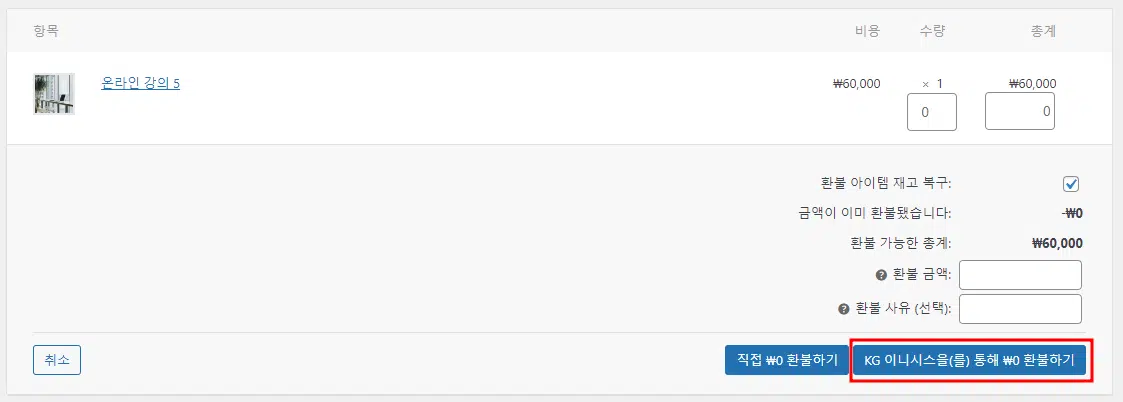 항목 비용 수량 총계
온라인 강의 5 ₩60,000 × 1 ₩60,000
0 0
환불 아이템 재고 복구:
금액이 이미 환불됐습니다: -₩0
환불 가능한 총계: ₩60,000
? 환불 금액:
? 환불 사유 (선택):
취소 직접 ₩0 환불하기 KG 이니시스을(를) 통해 ₩0 환불하기